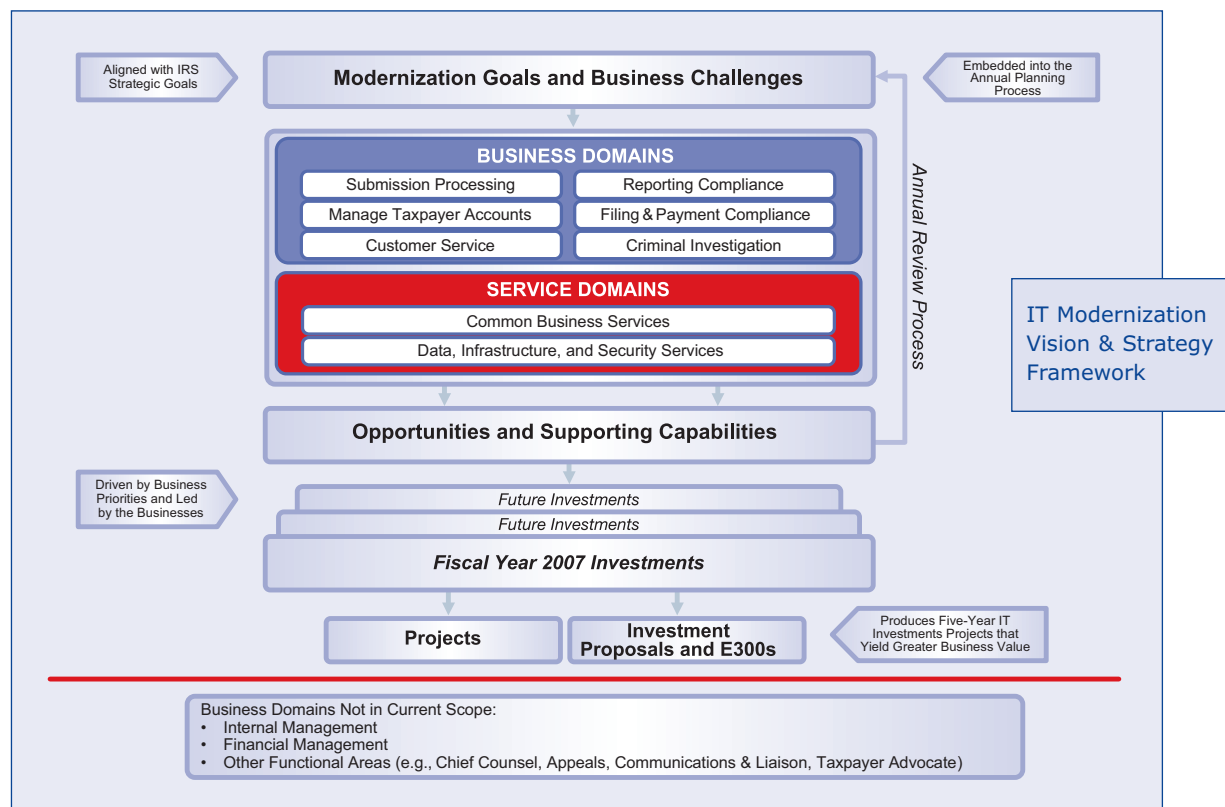 Aligned with IRS
Strategic Goals
Modernization Goals and Business Challenges
Embedded into the
Annual Planning
Process
BUSINESS DOMAINS
Submission Processing
Reporting Compliance
Manage Taxpayer Accounts
Filing & Payment Compliance
Customer Service
Criminal Investigation
SERVICE DOMAINS
Common Business Services
Data, Infrastructure, and Security Services
Annual Review Process
IT Modernization
Vision & Strategy
Framework
Opportunities and Supporting Capabilities
Driven by Business
Priorities and Led
by the Businesses
Future Investments
Future Investments
Fiscal Year 2007 Investments
Projects
Investment
Proposals and E300s
Produces Five-Year IT
Investments Projects that
Yield Greater Business Value
Business Domains Not in Current Scope:
• Internal Management
• Financial Management
• Other Functional Areas (e.g., Chief Counsel, Appeals, Communications & Liaison, Taxpayer Advocate)